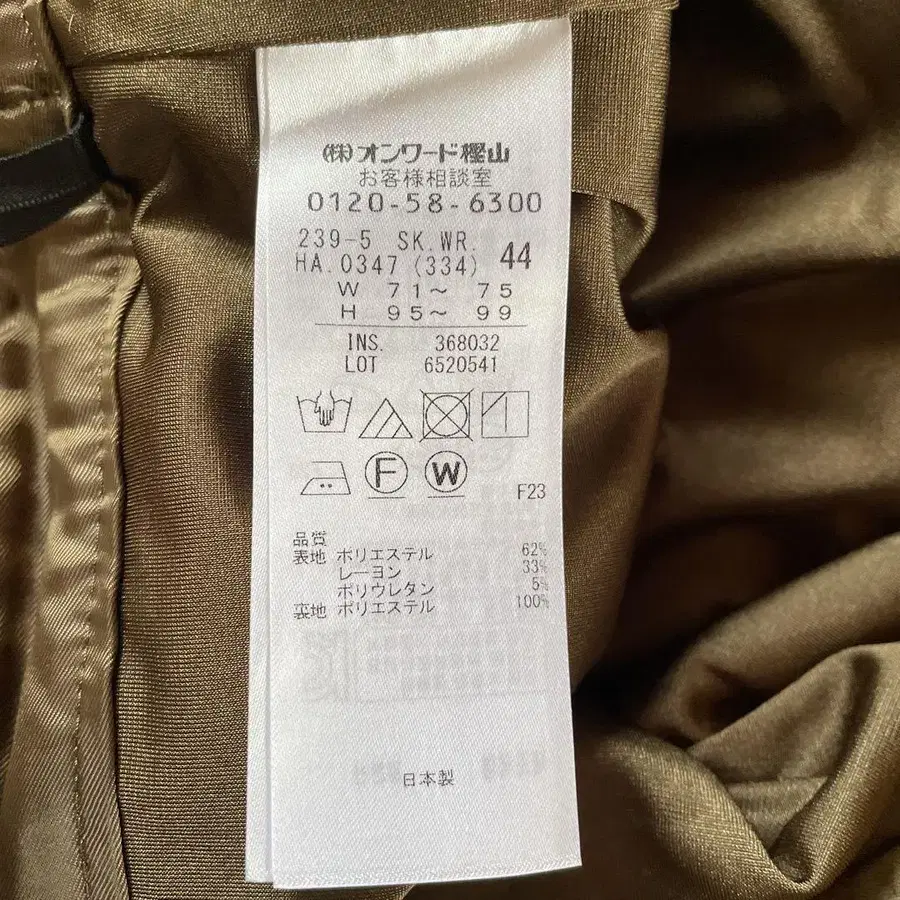 (株)オンワード樫山
お客様相談室
0120-58-6300
239-5 SK.WR. 44
HA.0347 (334)
W 71～ 75
H 95～ 99
INS. 368032
LOT 6520541
F W
F23
品質
表地 ポリエステル 62%
レーヨン 33%
ポリウレタン 5%
裏地 ポリエステル 100%
日本製